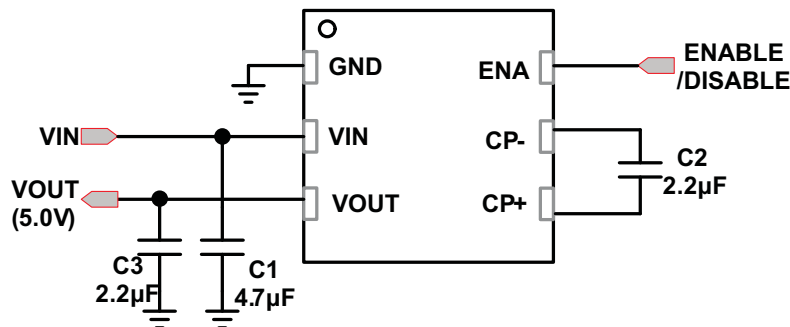 GND
ENA
ENABLE
/DISABLE
VIN
VIN
CP-
C2
2.2µF
VOUT
(5.0V)
VOUT
CP+
C3
2.2µF
C1
4.7µF